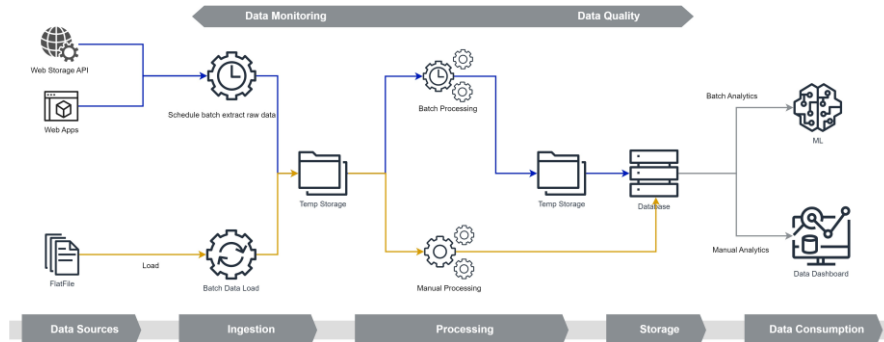 Data Monitoring
Data Quality
Web Storage API
Web Apps
Schedule batch extract raw data
Batch Processing
Batch Analytics
ML
Temp Storage
Temp Storage
Database
FlatFile
Load
Batch Data Load
Manual Processing
Manual Analytics
Data Dashboard
Data Sources
Ingestion
Processing
Storage
Data Consumption